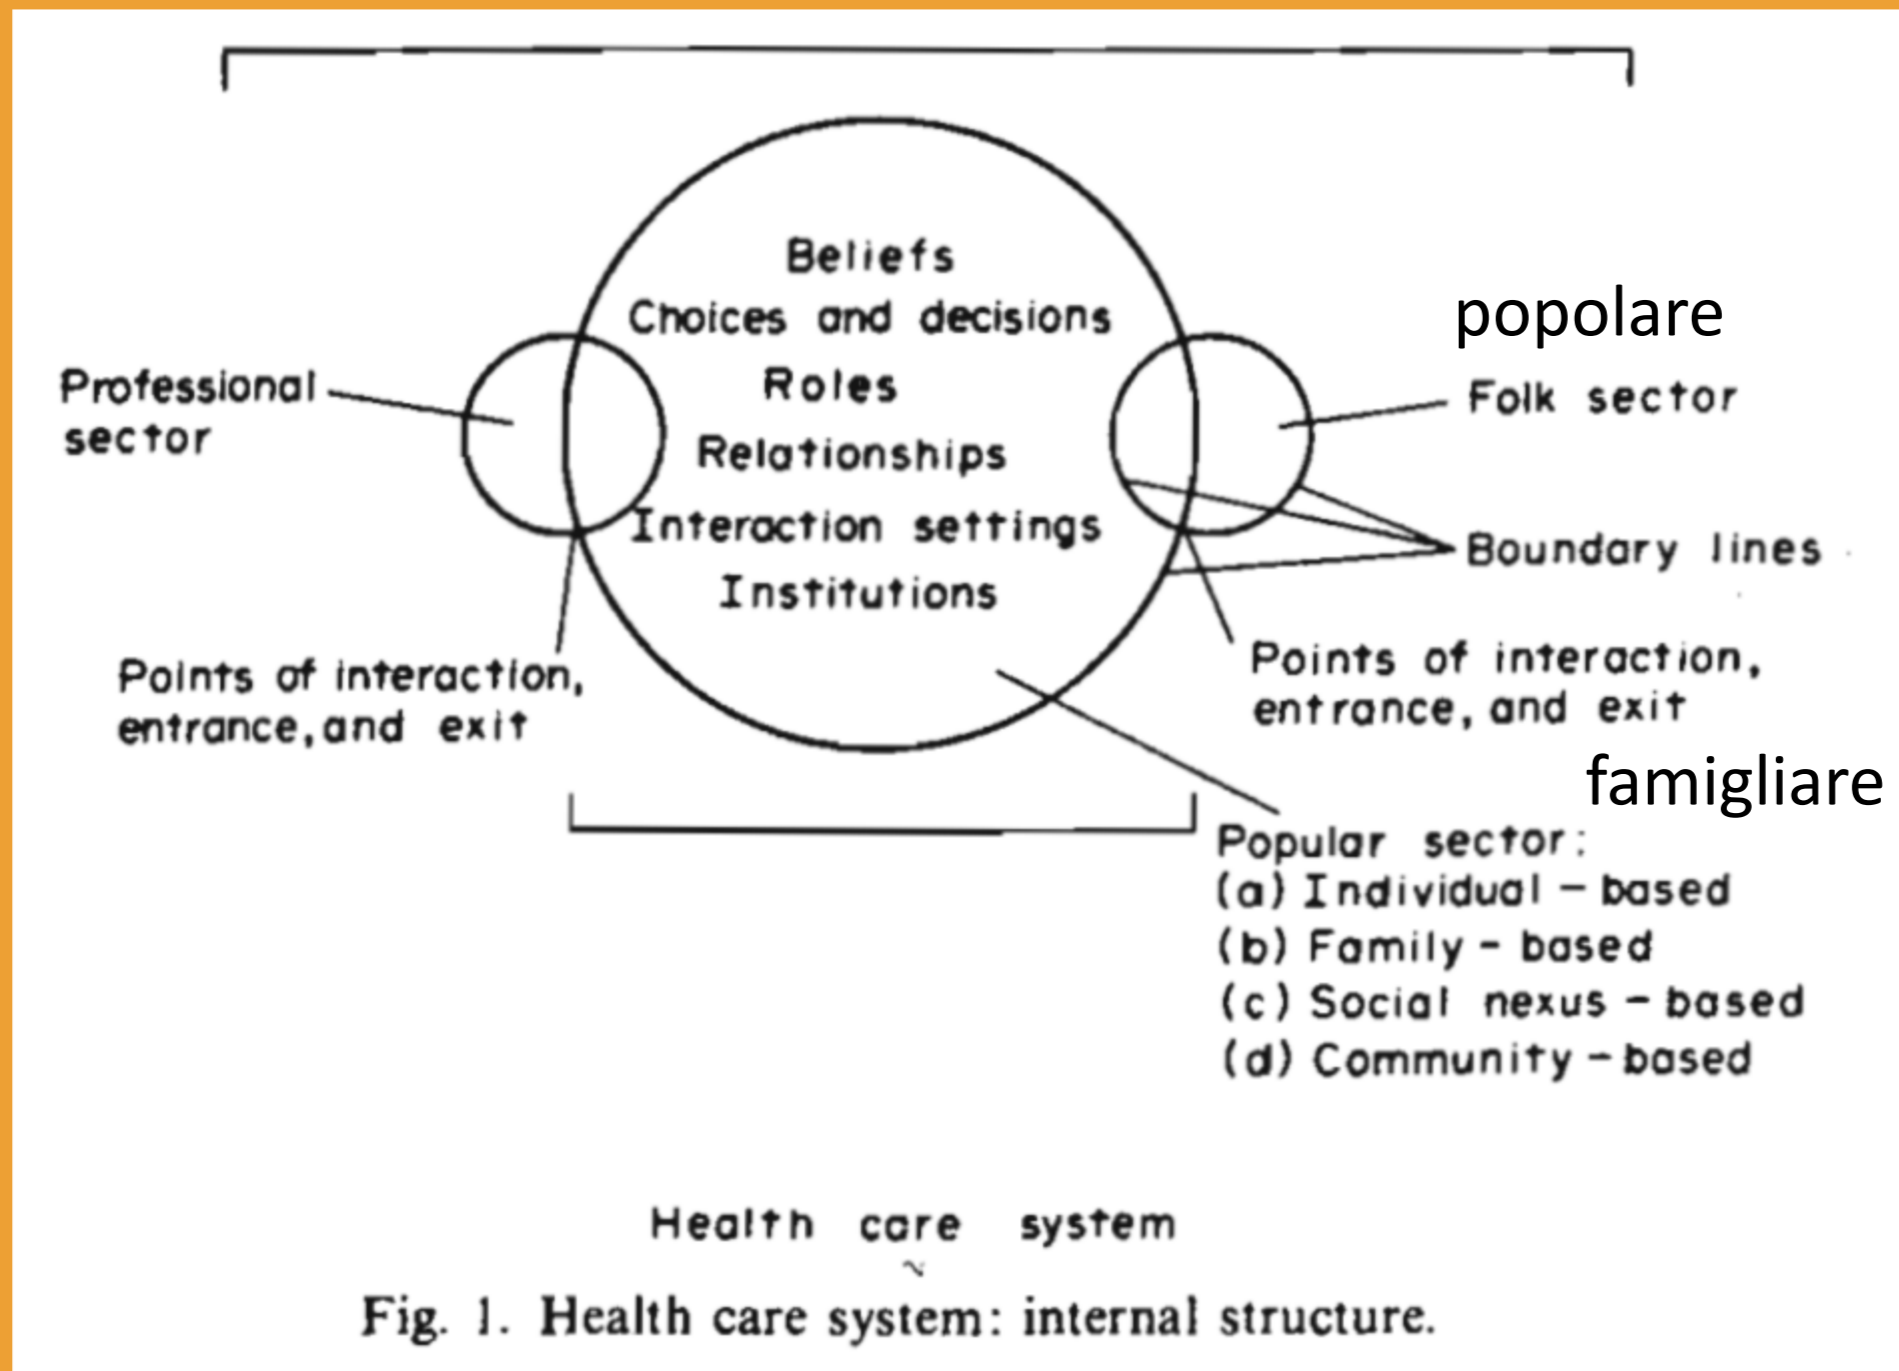 Beliefs
Choices and decisions
Roles
Relationships
Interaction settings
Institutions
Professional
sector
popolare
Folk sector
Boundary lines
Points of interaction,
entrance, and exit
Points of interaction,
entrance, and exit
famigliare
Popular sector:
(a) Individual - based
(b) Family - based
(c) Social nexus - based
(d) Community - based
Health care system
Fig. 1. Health care system: internal structure.